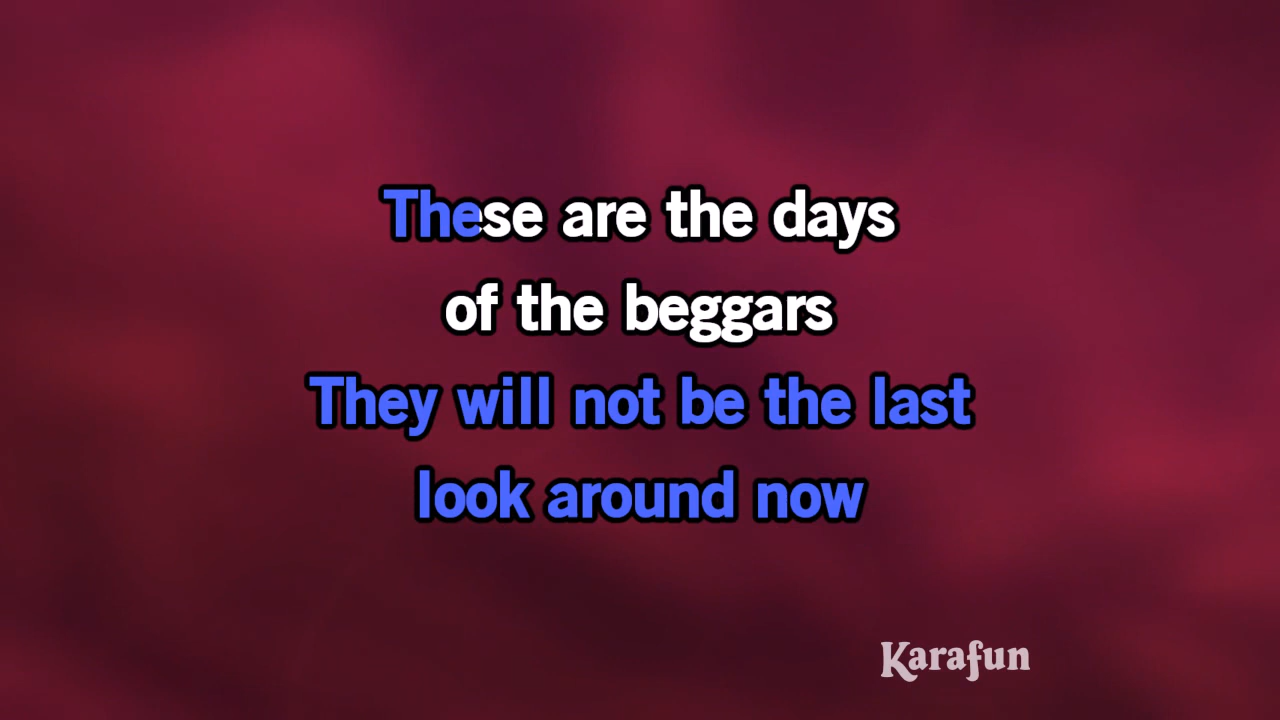 These are the days
of the beggars
They will not be the last
look around now
Karafun